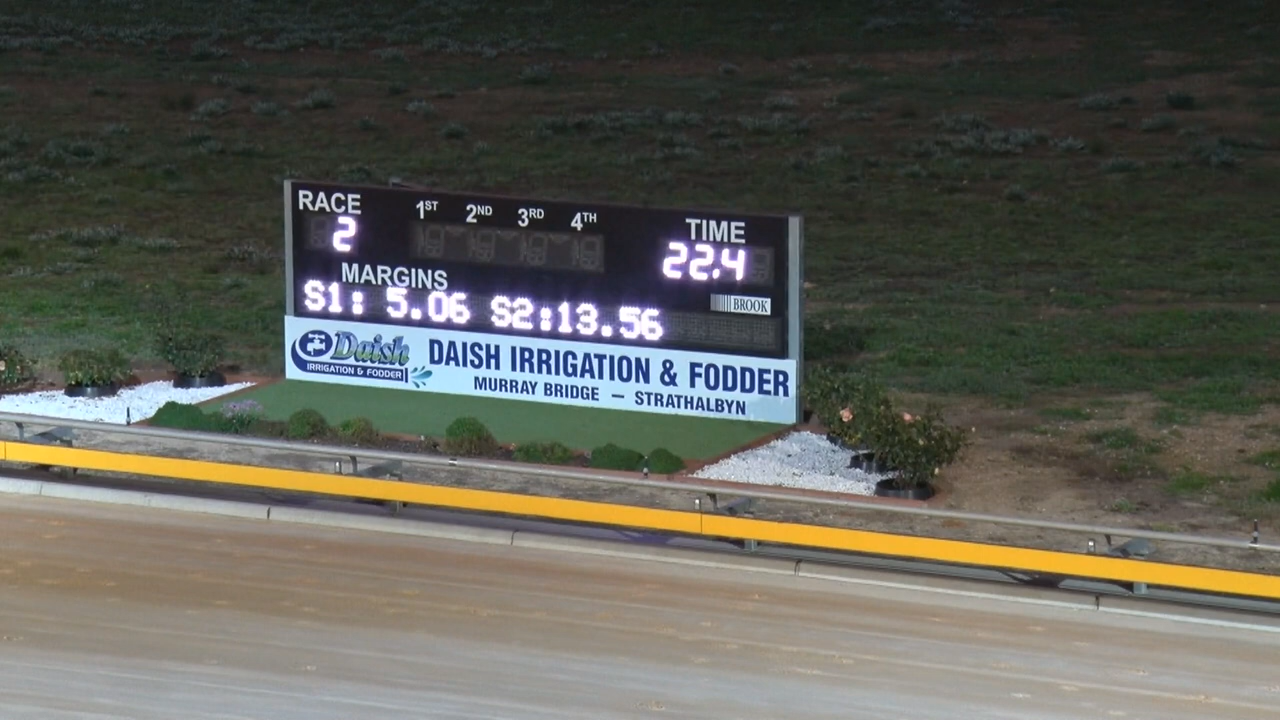 RACE 1ST 2ND 3RD 4TH TIME
2 22.4
MARGINS
BROOK
S1: 5.06 S2:13.56
Daish
IRRIGATION & FODDER
DAISH IRRIGATION & FODDER
MURRAY BRIDGE – STRATHALBYN